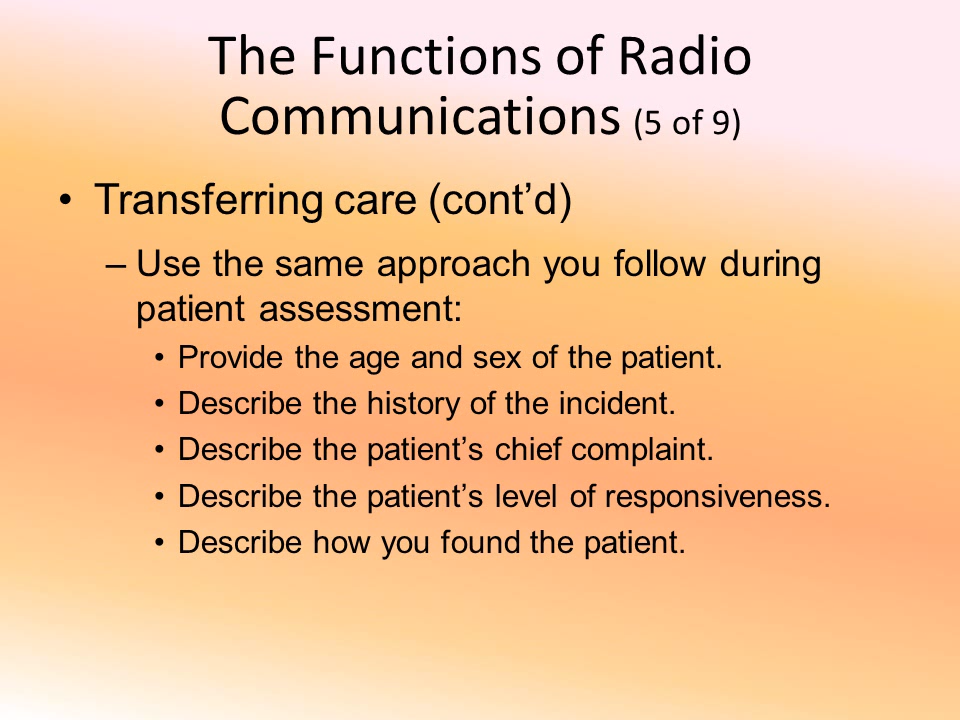 The Functions of Radio
Communications (5 of 9)
• Transferring care (cont’d)
– Use the same approach you follow during
patient assessment:
• Provide the age and sex of the patient.
• Describe the history of the incident.
• Describe the patient’s chief complaint.
• Describe the patient’s level of responsiveness.
• Describe how you found the patient.